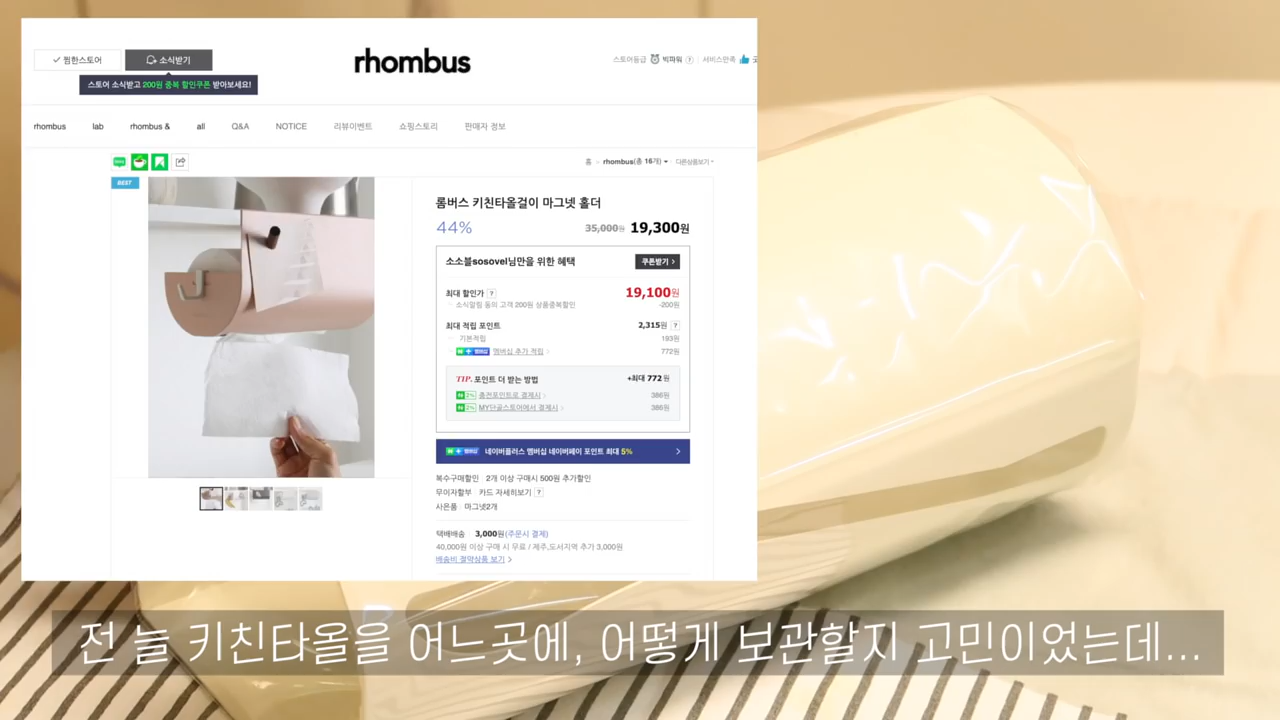 찜한스토어
소식받기
rhombus
스토어등급 빅파워 ? 서비스만족
스토어 소식받고 200원 중복 할인쿠폰 받아보세요!
rhombus lab rhombus & all Q&A NOTICE 리뷰이벤트 쇼핑스토리 판매자 정보
홈 > rhombus(총 16개) 다른상품보기
BEST
롬버스 키친타올걸이 마그넷 홀더
44% 35,000원 19,300원
소소블sosovel님만을 위한 혜택 쿠폰받기 >
최대 할인가 ? 19,100원
소식알림 동의 고객 200원 상품중복할인 -200원
최대 적립 포인트 2,315원 ?
기본적립 193원
N + 멤버십 멤버십 추가 적립 > 772원
TIP. 포인트 더 받는 방법 +최대 772원
N 2% 충전포인트로 결제시 > 386원
N 2% MY단골스토어에서 결제시 > 386원
N + 멤버십 네이버플러스 멤버십 네이버페이 포인트 최대 5% >
복수구매할인 2개 이상 구매시 500원 추가할인
무이자할부 카드 자세히보기 ?
사은품 마그넷2개
택배배송 3,000원(주문시 결제)
40,000원 이상 구매 시 무료 / 제주,도서지역 추가 3,000원
배송비 절약상품 보기 >
전 늘 키친타올을 어느곳에, 어떻게 보관할지 고민이었는데...